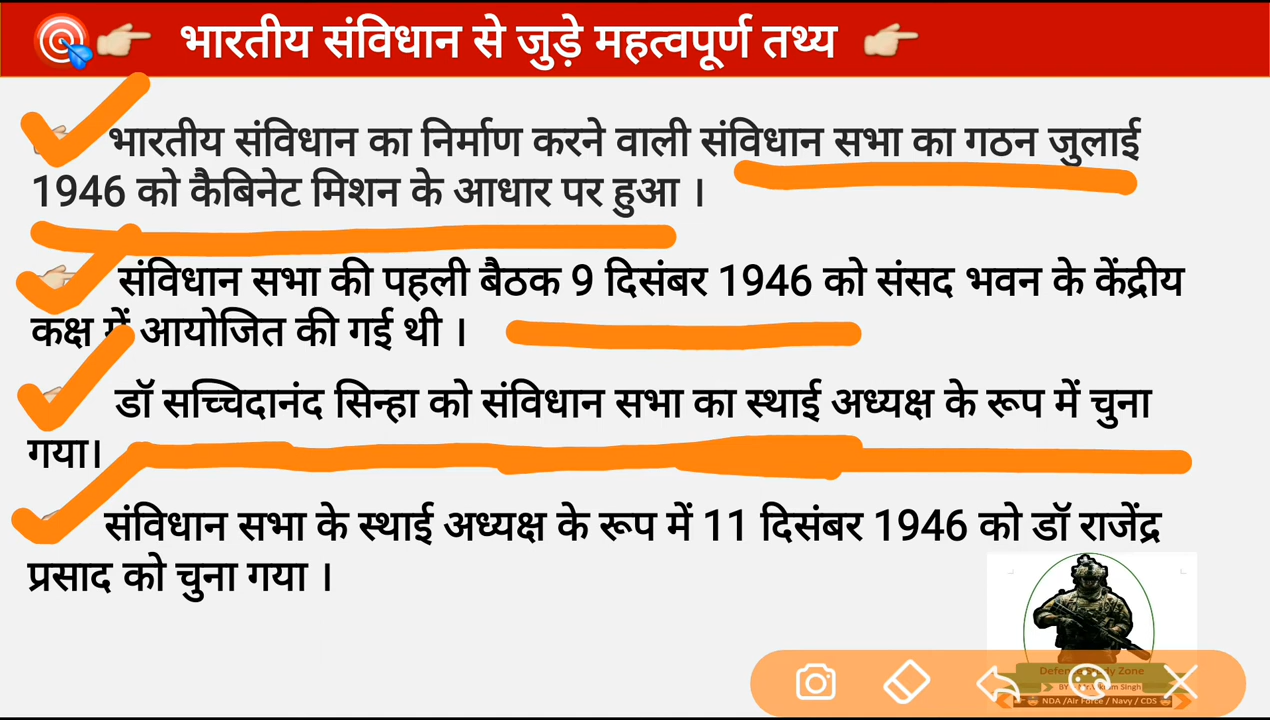 भारतीय संविधान से जुड़े महत्वपूर्ण तथ्य
भारतीय संविधान का निर्माण करने वाली संविधान सभा का गठन जुलाई
1946 को कैबिनेट मिशन के आधार पर हुआ ।
संविधान सभा की पहली बैठक 9 दिसंबर 1946 को संसद भवन के केंद्रीय
कक्ष में आयोजित की गई थी ।
डॉ सच्चिदानंद सिन्हा को संविधान सभा का स्थाई अध्यक्ष के रूप में चुना
गया।
संविधान सभा के स्थाई अध्यक्ष के रूप में 11 दिसंबर 1946 को डॉ राजेंद्र
प्रसाद को चुना गया ।
Zone
Singh
NDA /Air Force / Navy / CDS